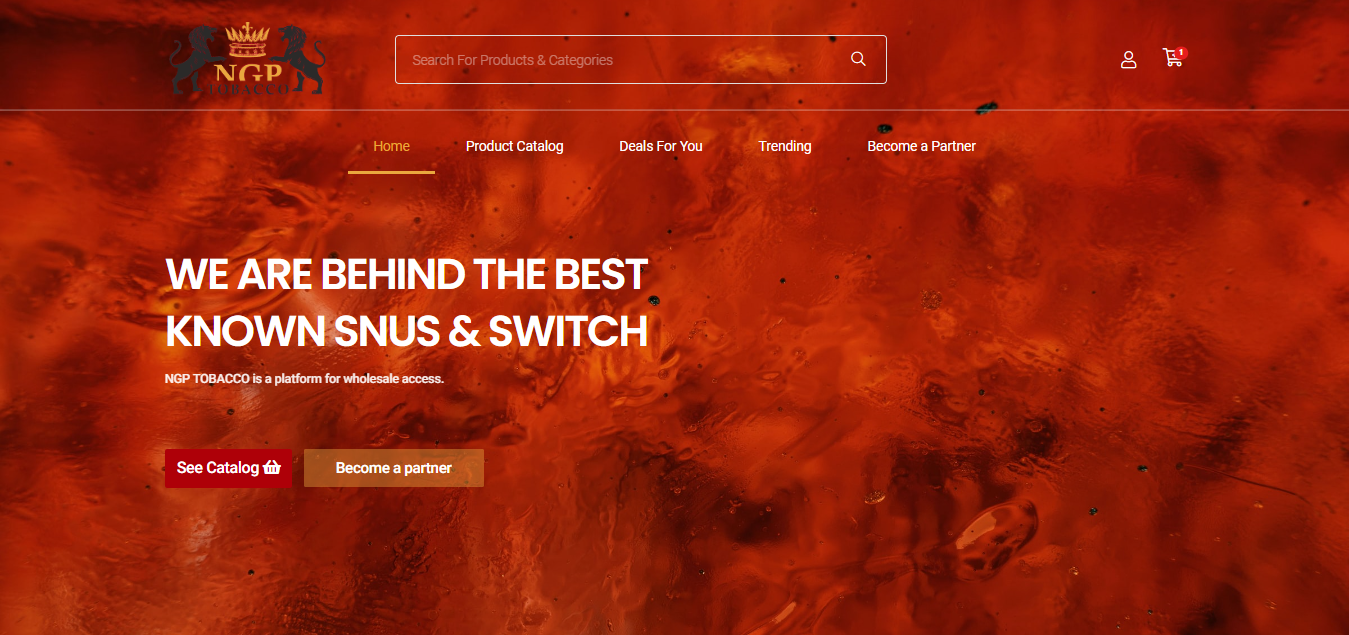 NGP
TOBACCO
Search For Products & Categories
1
Home
Product Catalog
Deals For You
Trending
Become a Partner
WE ARE BEHIND THE BEST
KNOWN SNUS & SWITCH
NGP TOBACCO is a platform for wholesale access.
See Catalog
Become a partner